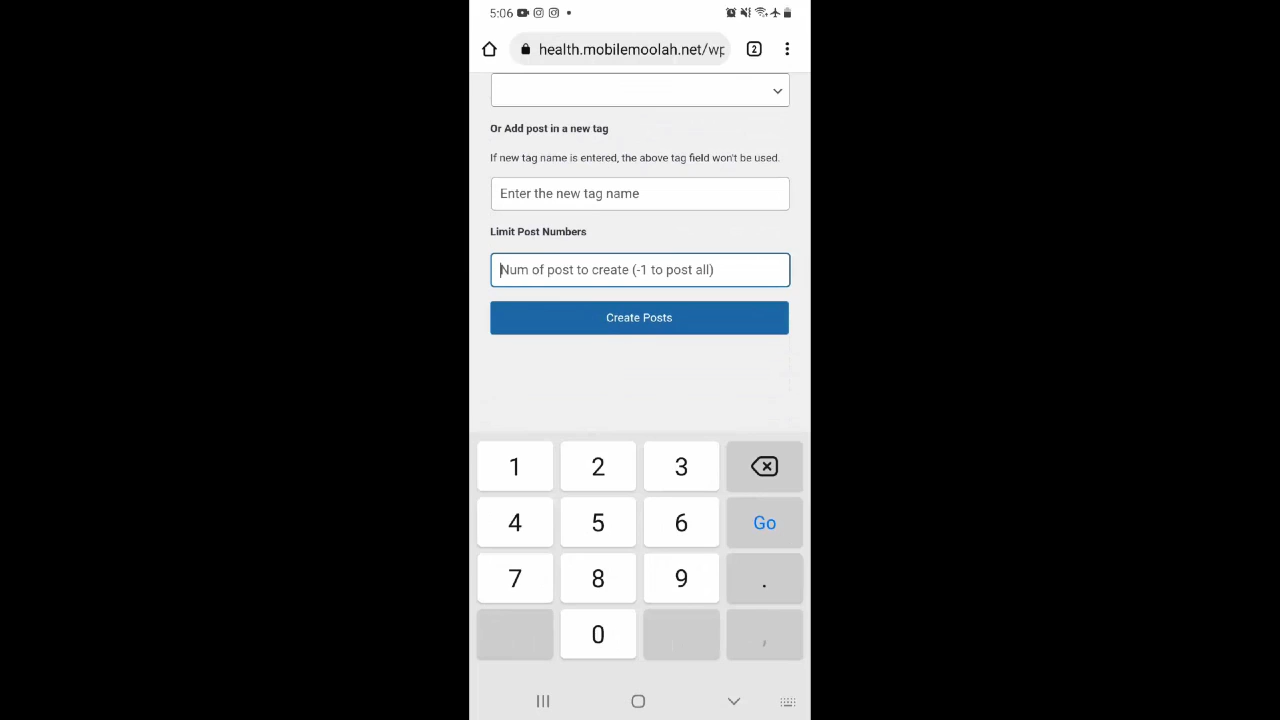 5:06
health.mobilemoolah.net/wp
2
Or Add post in a new tag
If new tag name is entered, the above tag field won't be used.
Enter the new tag name
Limit Post Numbers
Num of post to create (-1 to post all)
Create Posts
1 2 3
4 5 6 Go
7 8 9 .
0 ,